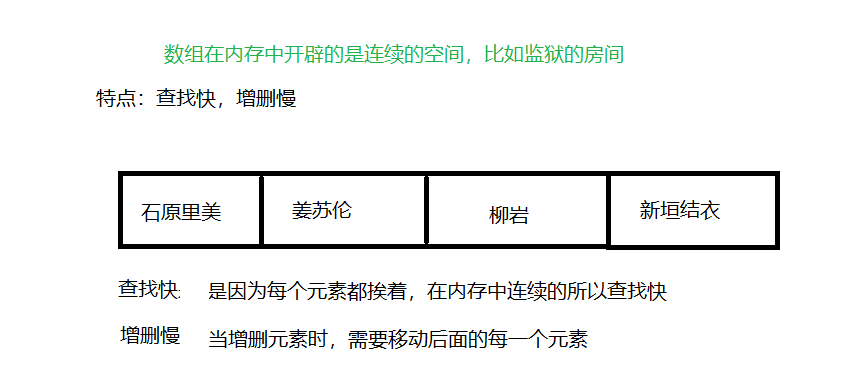 数组在内存中开辟的是连续的空间，比如监狱的房间
特点：查找快，增删慢
石原里美 姜苏伦 柳岩 新垣结衣
查找快: 是因为每个元素都挨着，在内存中连续的所以查找快
增删慢 当增删元素时，需要移动后面的每一个元素